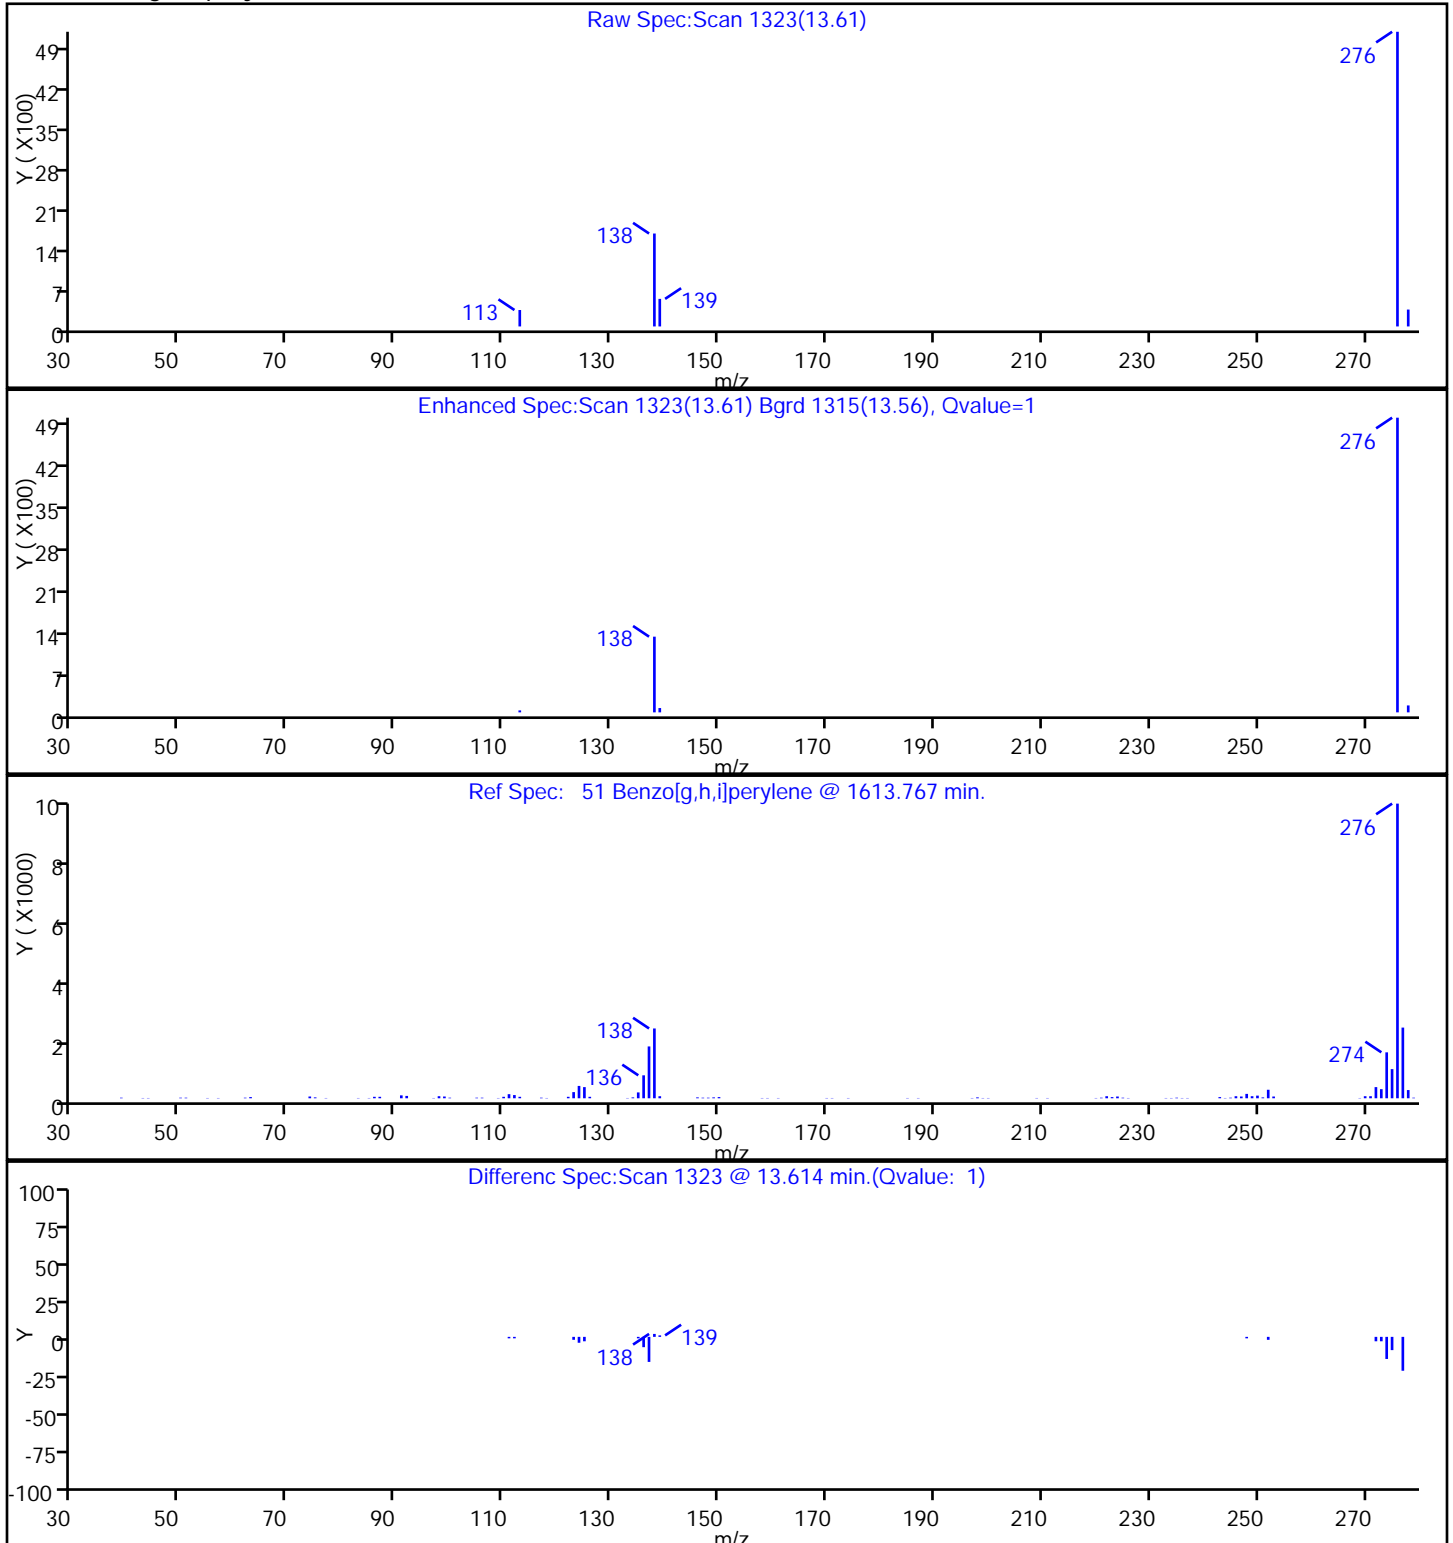 Raw Spec:Scan 1323(13.61)
Y ( X100)
49
42
35
28
21
14
7
0
276
138
139
113
30 50 70 90 110 130 150 170 190 210 230 250 270
m/z
Enhanced Spec:Scan 1323(13.61) Bgrd 1315(13.56), Qvalue=1
Y ( X100)
49
42
35
28
21
14
7
0
276
138
30 50 70 90 110 130 150 170 190 210 230 250 270
m/z
Ref Spec: 51 Benzo[g,h,i]perylene @ 1613.767 min.
Y ( X1000)
10
8
6
4
2
0
276
138
274
136
30 50 70 90 110 130 150 170 190 210 230 250 270
m/z
Differenc Spec:Scan 1323 @ 13.614 min.(Qvalue: 1)
Y
100
75
50
25
0
-25
-50
-75
-100
139
138
30 50 70 90 110 130 150 170 190 210 230 250 270
m/z